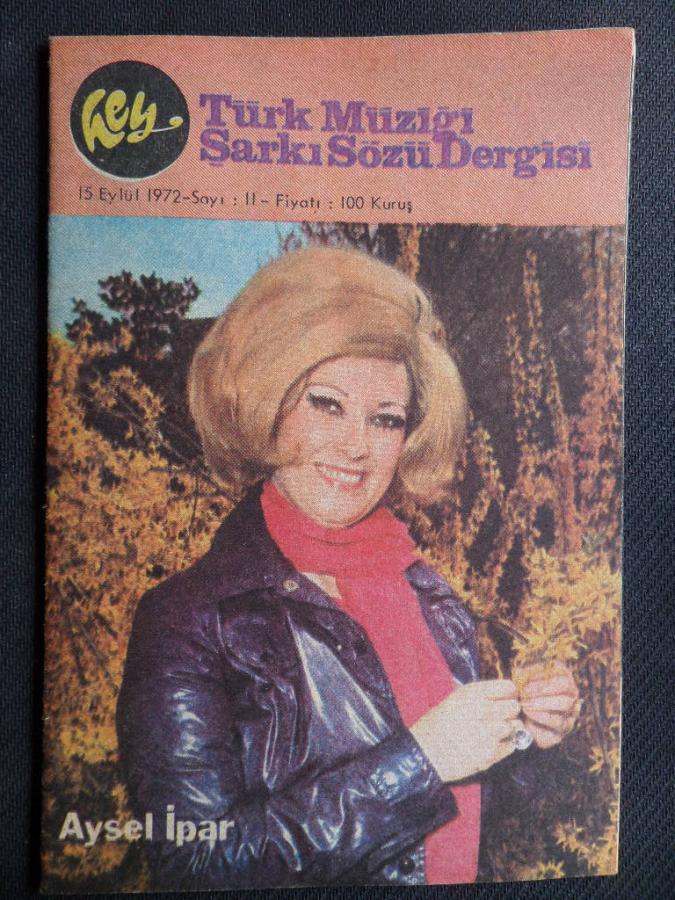 Hey
Türk Müziği
Şarkı Sözü Dergisi
15 Eylül 1972-Sayı : 11- Fiyatı : 100 Kuruş
Aysel İpar